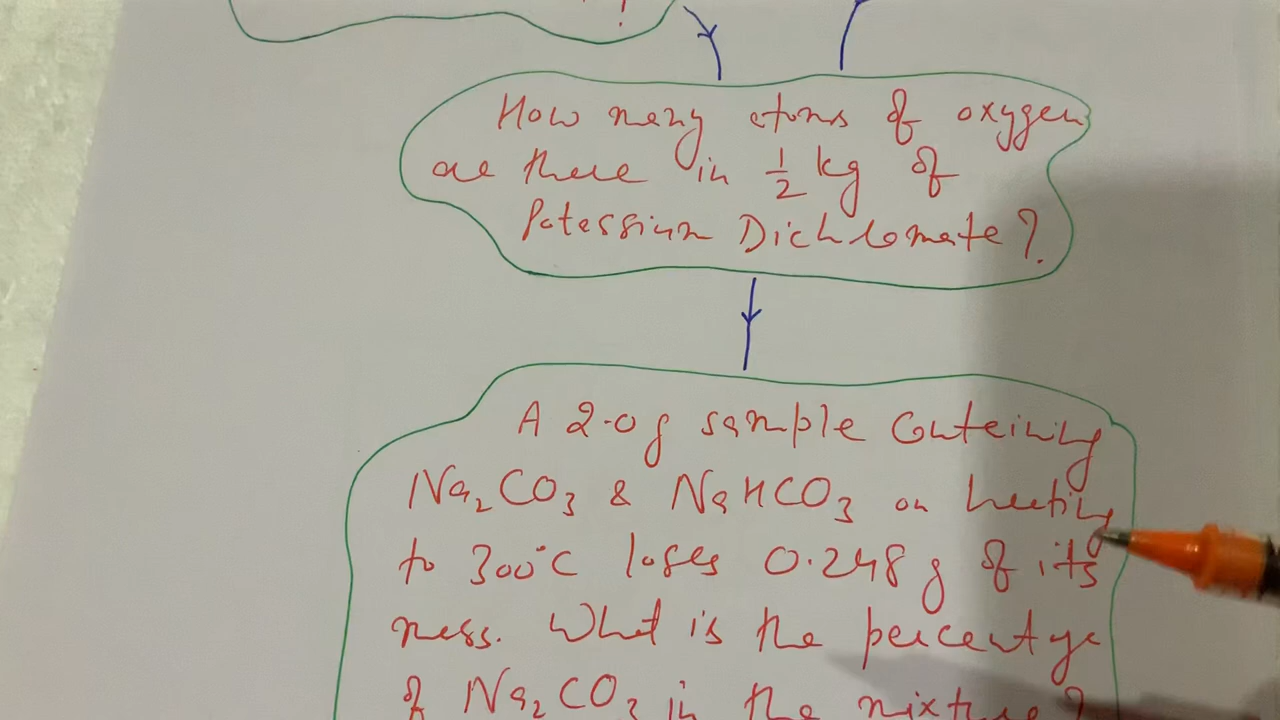 ?
How many atoms of oxygen
are there in 1/2 kg of
Potassium Dichromate?
A 2.0 g sample Containing
Na₂CO₃ & NaHCO₃ on heating
to 300°C loses 0.248 g of its
mass. What is the percentage
of Na₂CO₃ in the mixture?